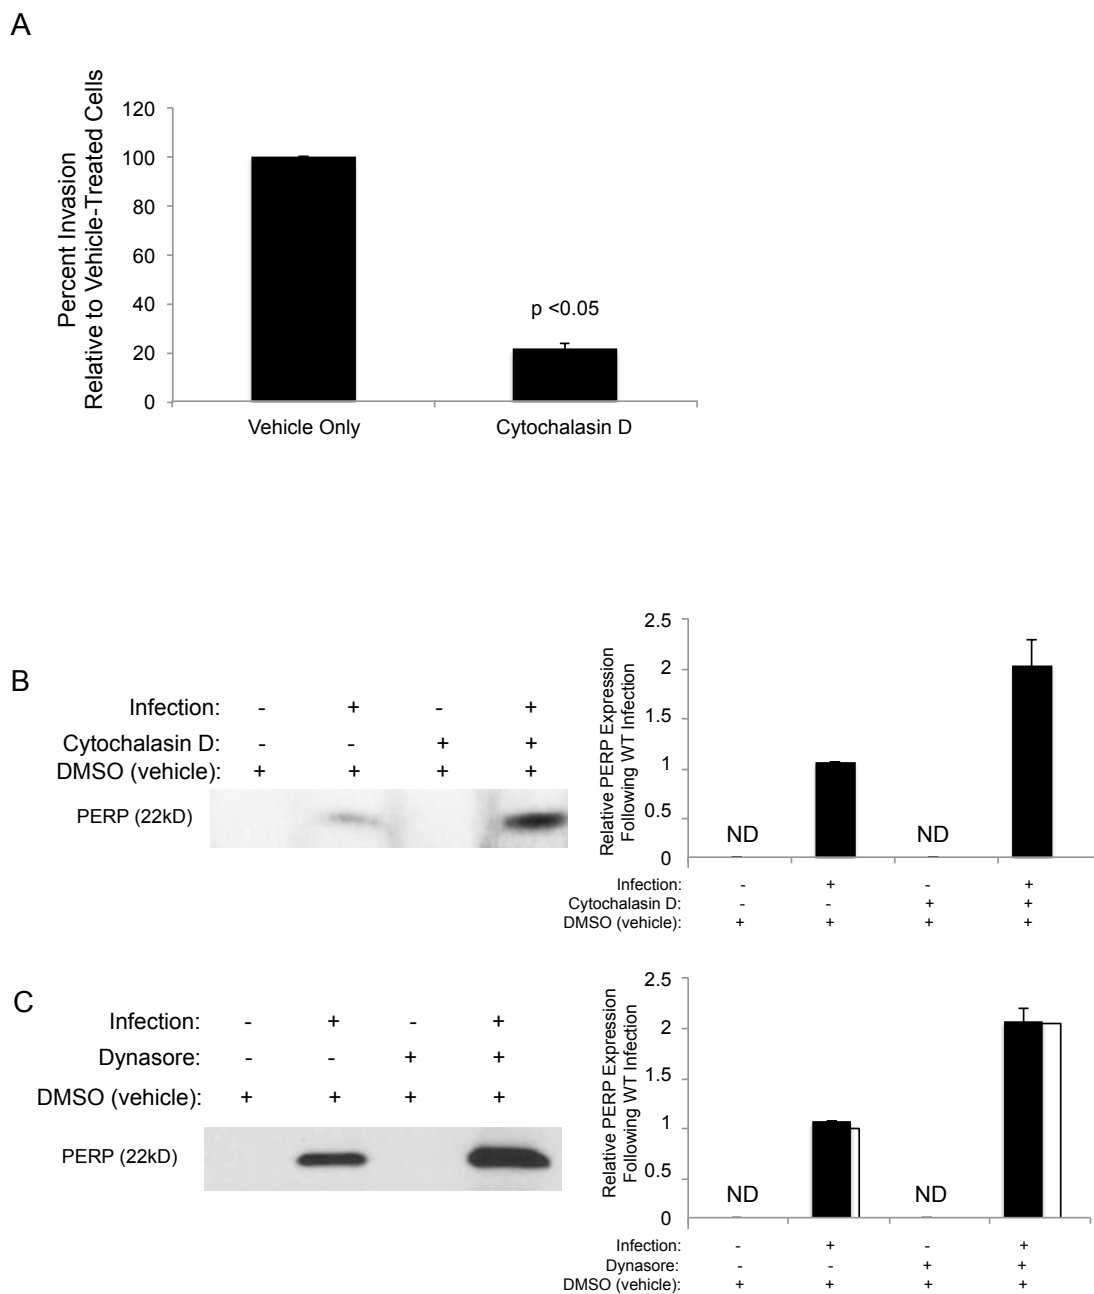 A
Percent Invasion
Relative to Vehicle-Treated Cells
120
100
80
60
40
20
0
p <0.05
Vehicle Only
Cytochalasin D
B
Infection: - + - +
Cytochalasin D: - - + +
DMSO (vehicle): + + + +
PERP (22kD)
Relative PERP Expression
Following WT Infection
2.5
2
1.5
1
0.5
0
ND
ND
Infection: - + - +
Cytochalasin D: - - + +
DMSO (vehicle): + + + +
C
Infection: - + - +
Dynasore: - - + +
DMSO (vehicle): + + + +
PERP (22kD)
Relative PERP Expression
Following WT Infection
2.5
2
1.5
1
0.5
0
ND
ND
Infection: - + - +
Dynasore: - - + +
DMSO (vehicle): + + + +